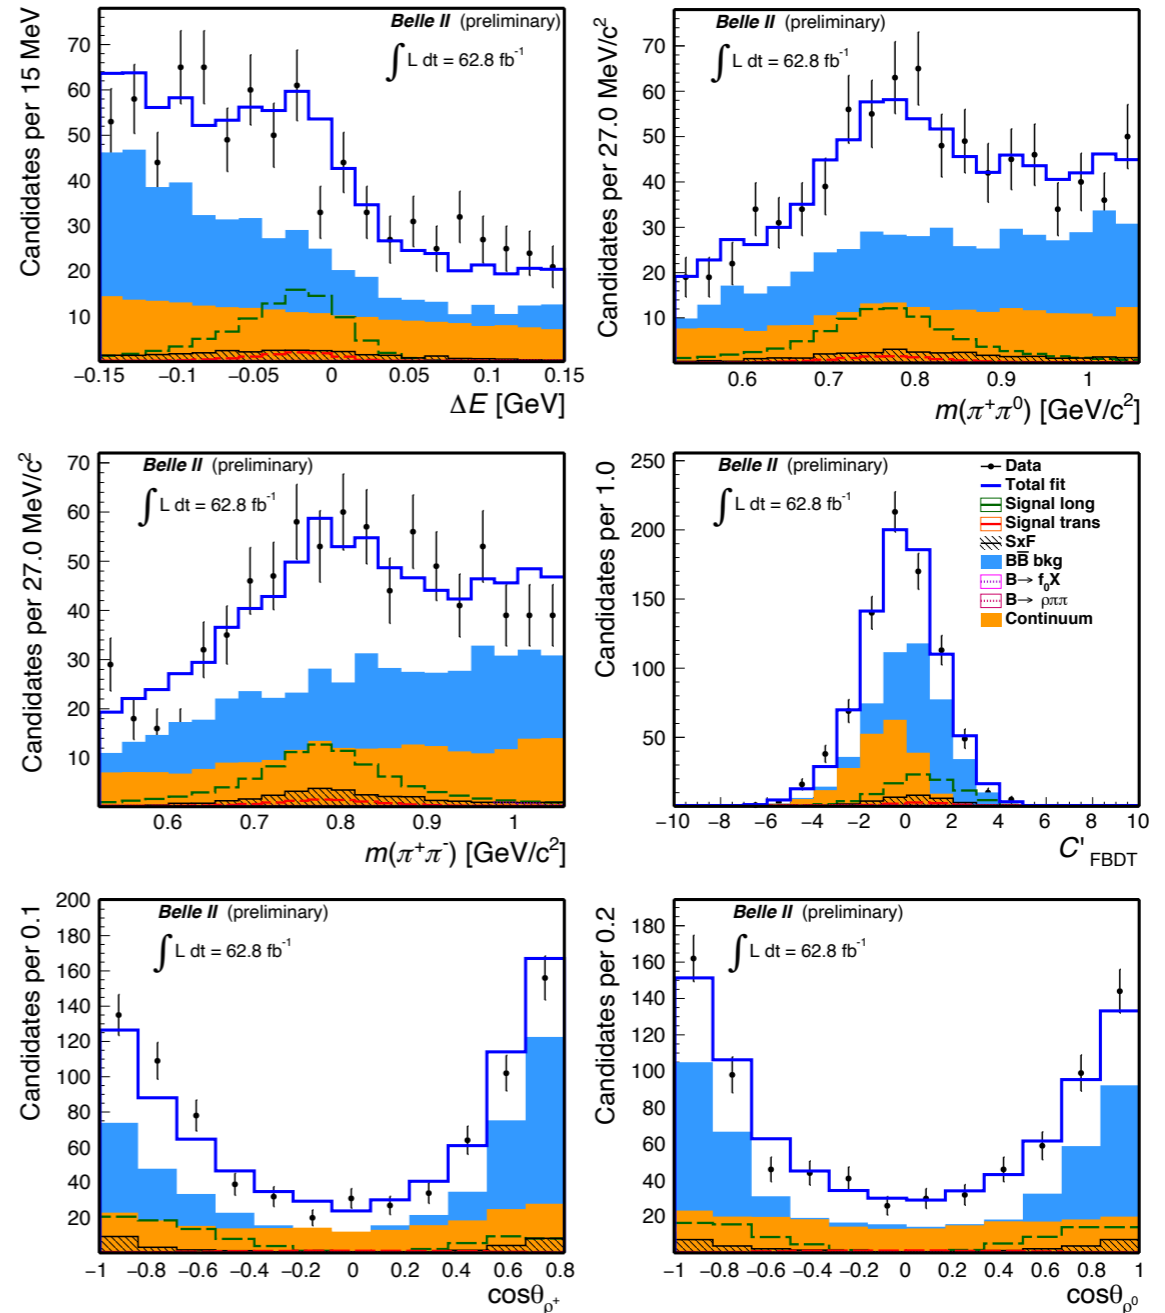 Belle II (preliminary)
∫ L dt = 62.8 fb⁻¹
Candidates per 15 MeV
70
60
50
40
30
20
10
−0.15 −0.1 −0.05 0 0.05 0.1 0.15
ΔE [GeV]
Belle II (preliminary)
∫ L dt = 62.8 fb⁻¹
Candidates per 27.0 MeV/c²
70
60
50
40
30
20
10
0.6 0.7 0.8 0.9 1
m(π⁺π⁰) [GeV/c²]
Belle II (preliminary)
∫ L dt = 62.8 fb⁻¹
Candidates per 27.0 MeV/c²
70
60
50
40
30
20
10
0.6 0.7 0.8 0.9 1
m(π⁺π⁻) [GeV/c²]
Belle II (preliminary)
∫ L dt = 62.8 fb⁻¹
Data
Total fit
Signal long
Signal trans
SxF
BB̅ bkg
B→ f₀X
B→ ρππ
Continuum
Candidates per 1.0
250
200
150
100
50
−10 −8 −6 −4 −2 0 2 4 6 8 10
C'FBDT
Belle II (preliminary)
∫ L dt = 62.8 fb⁻¹
Candidates per 0.1
200
180
160
140
120
100
80
60
40
20
−1 −0.8 −0.6 −0.4 −0.2 0 0.2 0.4 0.6 0.8
cosθρ⁺
Belle II (preliminary)
∫ L dt = 62.8 fb⁻¹
Candidates per 0.2
180
160
140
120
100
80
60
40
20
−1 −0.8 −0.6 −0.4 −0.2 0 0.2 0.4 0.6 0.8 1
cosθρ⁰